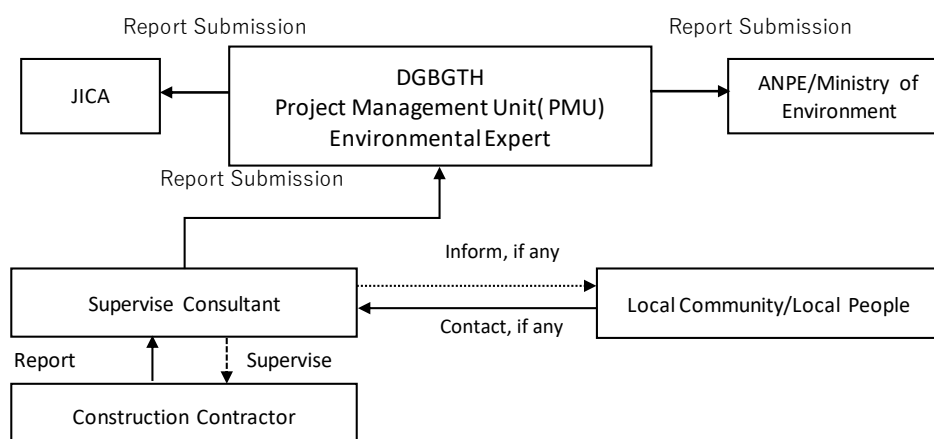 Report Submission
Report Submission
JICA
DGBGTH
Project Management Unit( PMU)
Environmental Expert
ANPE/Ministry of
Environment
Report Submission
Inform, if any
Supervise Consultant
Local Community/Local People
Contact, if any
Report
Supervise
Construction Contractor